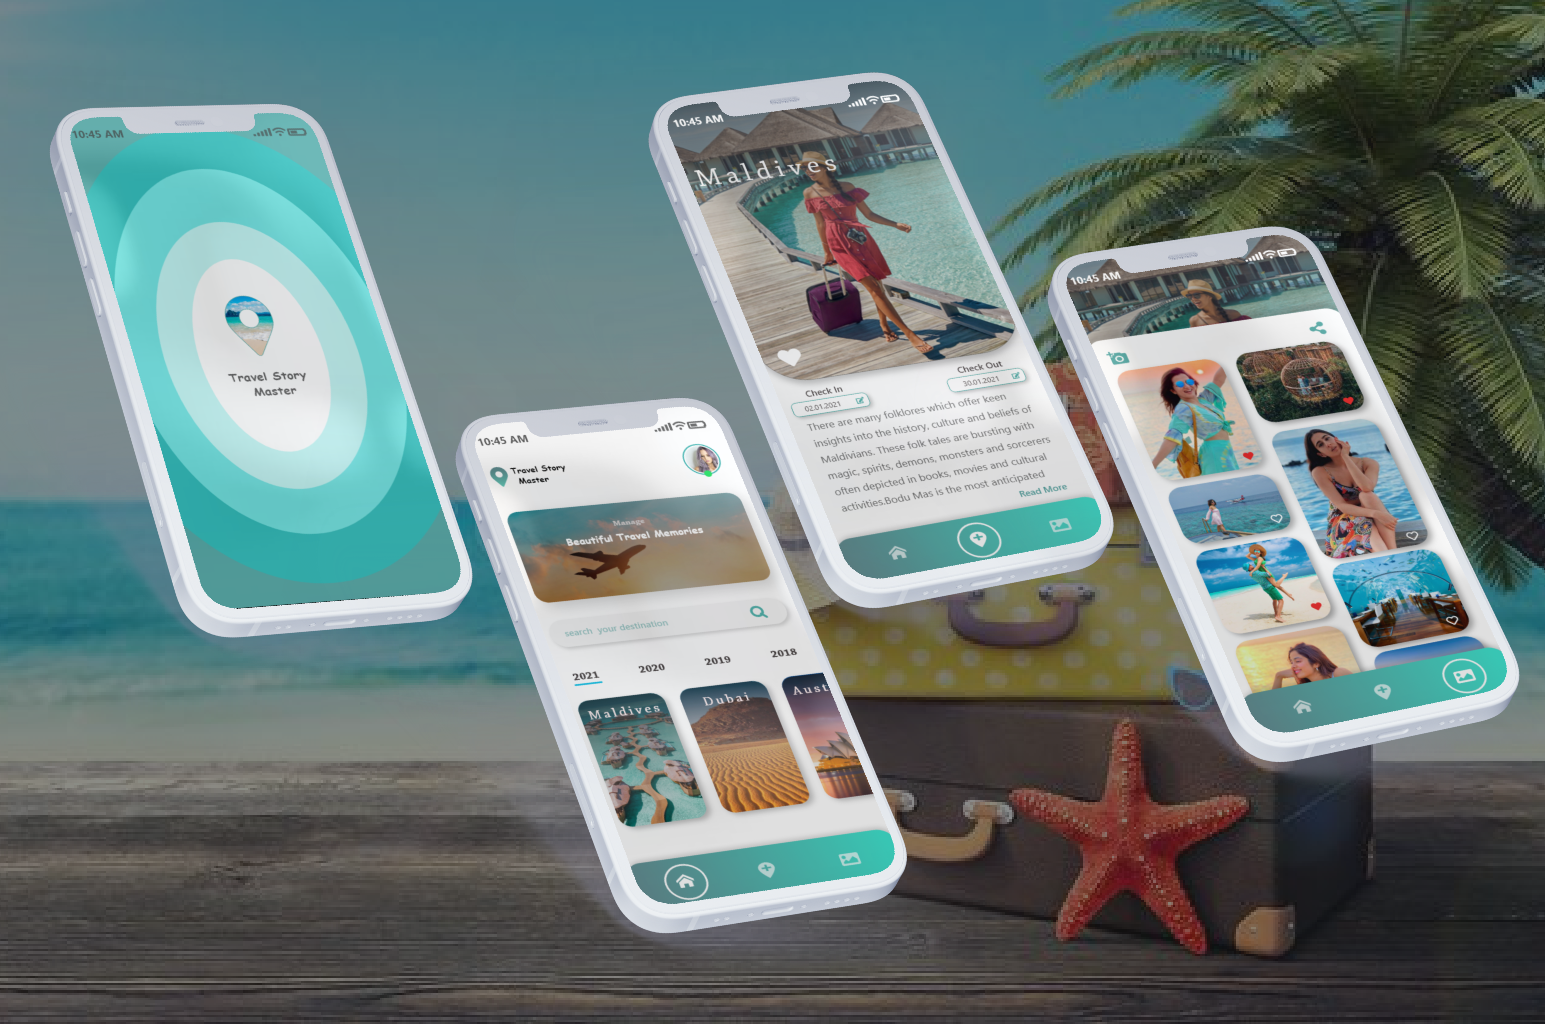 10:45 AM
Travel Story
Master
10:45 AM
Travel Story
Master
Manage
Beautiful Travel Memories
search your destination
2021
2020
2019
2018
Maldives
Dubai
Aust
10:45 AM
Maldives
Check In
02.01.2021
Check Out
30.01.2021
There are many folklores which offer keen
insights into the history, culture and beliefs of
Maldivians. These folk tales are bursting with
magic, spirits, demons, monsters and sorcerers
often depicted in books, movies and cultural
activities.Bodu Mas is the most anticipated
Read More
10:45 AM